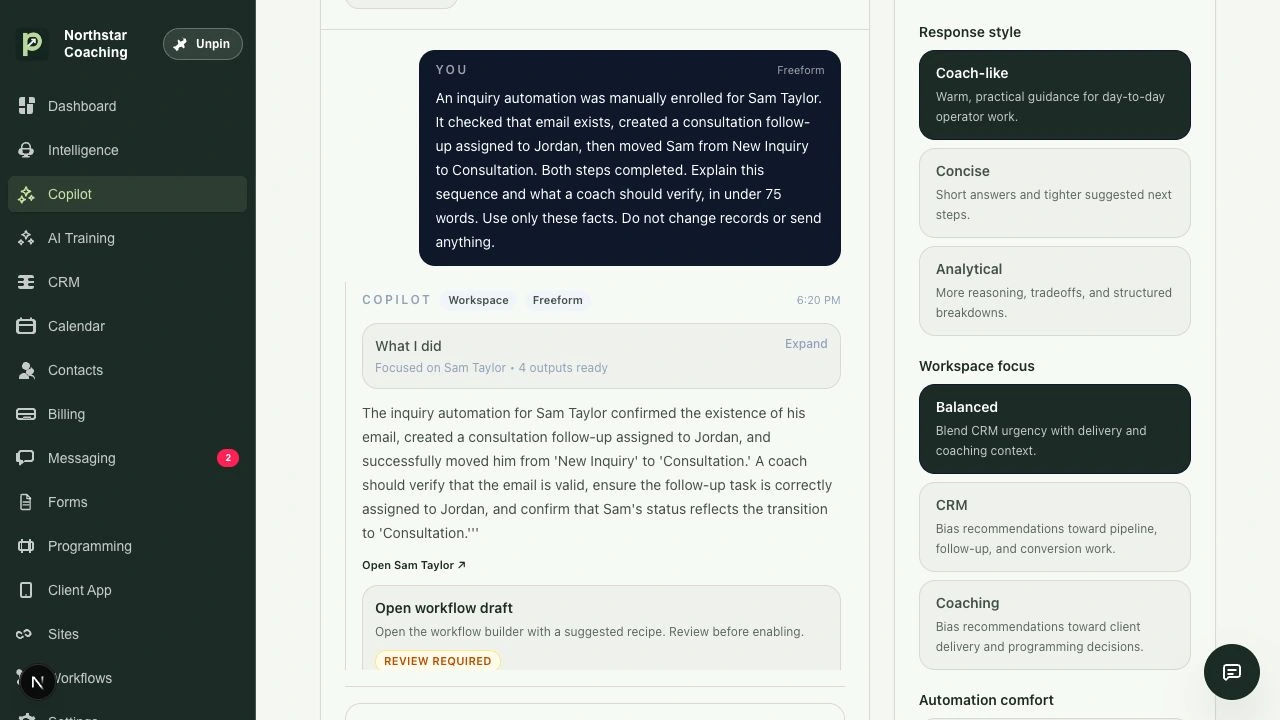 Northstar
Coaching
Unpin
Dashboard
Intelligence
Copilot
AI Training
CRM
Calendar
Contacts
Billing
Messaging
2
Forms
Programming
Client App
Sites
Workflows
Settings
YOU
Freeform
An inquiry automation was manually enrolled for Sam Taylor.
It checked that email exists, created a consultation follow-
up assigned to Jordan, then moved Sam from New Inquiry
to Consultation. Both steps completed. Explain this
sequence and what a coach should verify, in under 75
words. Use only these facts. Do not change records or send
anything.
COPILOT
Workspace
Freeform
6:20 PM
What I did
Expand
Focused on Sam Taylor • 4 outputs ready
The inquiry automation for Sam Taylor confirmed the existence of his
email, created a consultation follow-up assigned to Jordan, and
successfully moved him from 'New Inquiry' to 'Consultation.' A coach
should verify that the email is valid, ensure the follow-up task is correctly
assigned to Jordan, and confirm that Sam's status reflects the transition
to 'Consultation.'''
Open Sam Taylor ↗
Open workflow draft
Open the workflow builder with a suggested recipe. Review before enabling.
REVIEW REQUIRED
Response style
Coach-like
Warm, practical guidance for day-to-day
operator work.
Concise
Short answers and tighter suggested next
steps.
Analytical
More reasoning, tradeoffs, and structured
breakdowns.
Workspace focus
Balanced
Blend CRM urgency with delivery and
coaching context.
CRM
Bias recommendations toward pipeline,
follow-up, and conversion work.
Coaching
Bias recommendations toward client
delivery and programming decisions.
Automation comfort